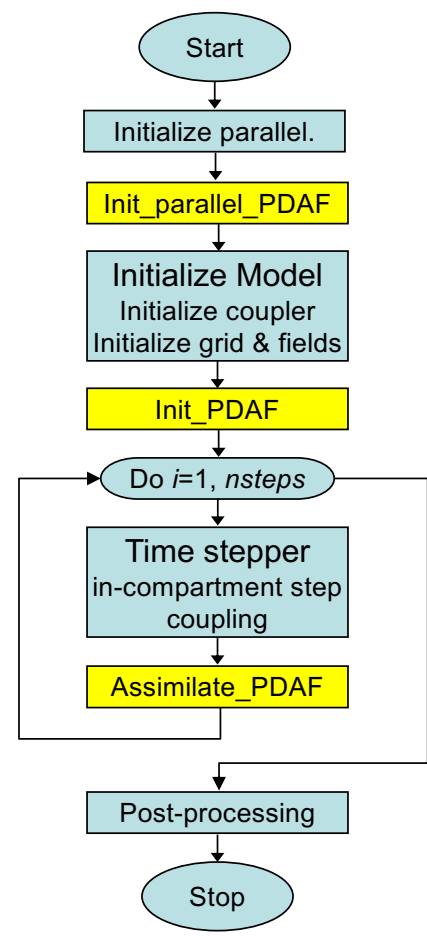 Start
Initialize parallel.
Init_parallel_PDAF
Initialize Model
Initialize coupler
Initialize grid & fields
Init_PDAF
Do i=1, nsteps
Time stepper
in-compartment step
coupling
Assimilate_PDAF
Post-processing
Stop